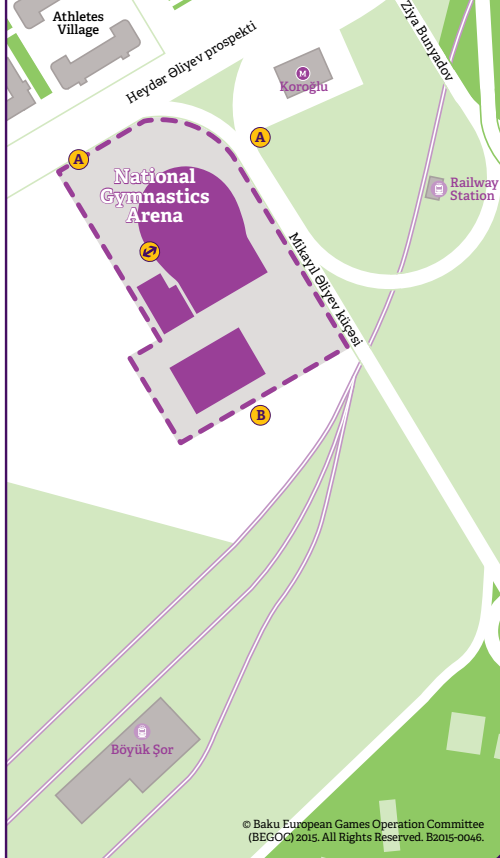 Athletes
Village
Heydər Əliyev prospekti
Ziya Bunyadov
M
Koroğlu
A
A
National
Gymnastics
Arena
Railway
Station
Mikayıl Əliyev küçəsi
B
Böyük Şor
© Baku European Games Operation Committee
(BEGOC) 2015. All Rights Reserved. B2015-0046.